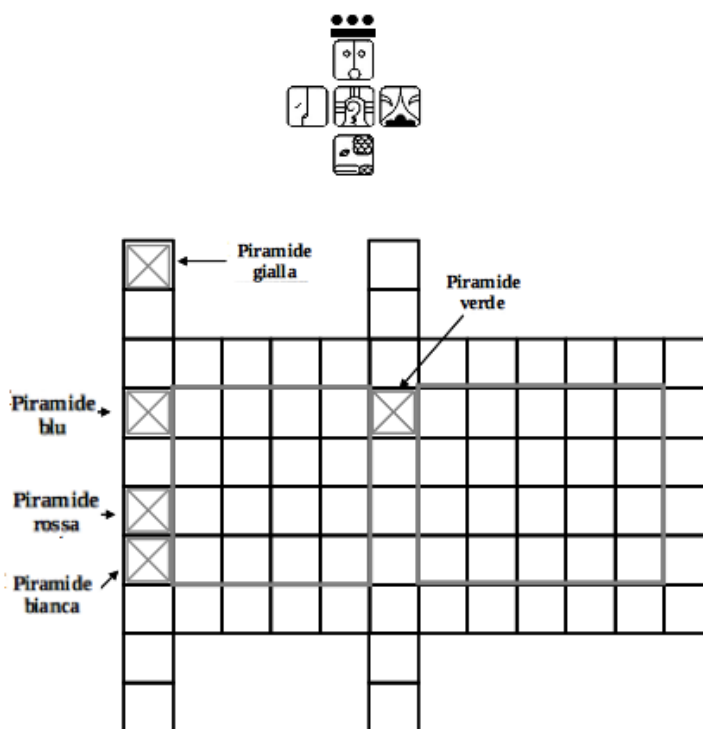 Piramide
gialla
Piramide
verde
Piramide
blu
Piramide
rossa
Piramide
bianca